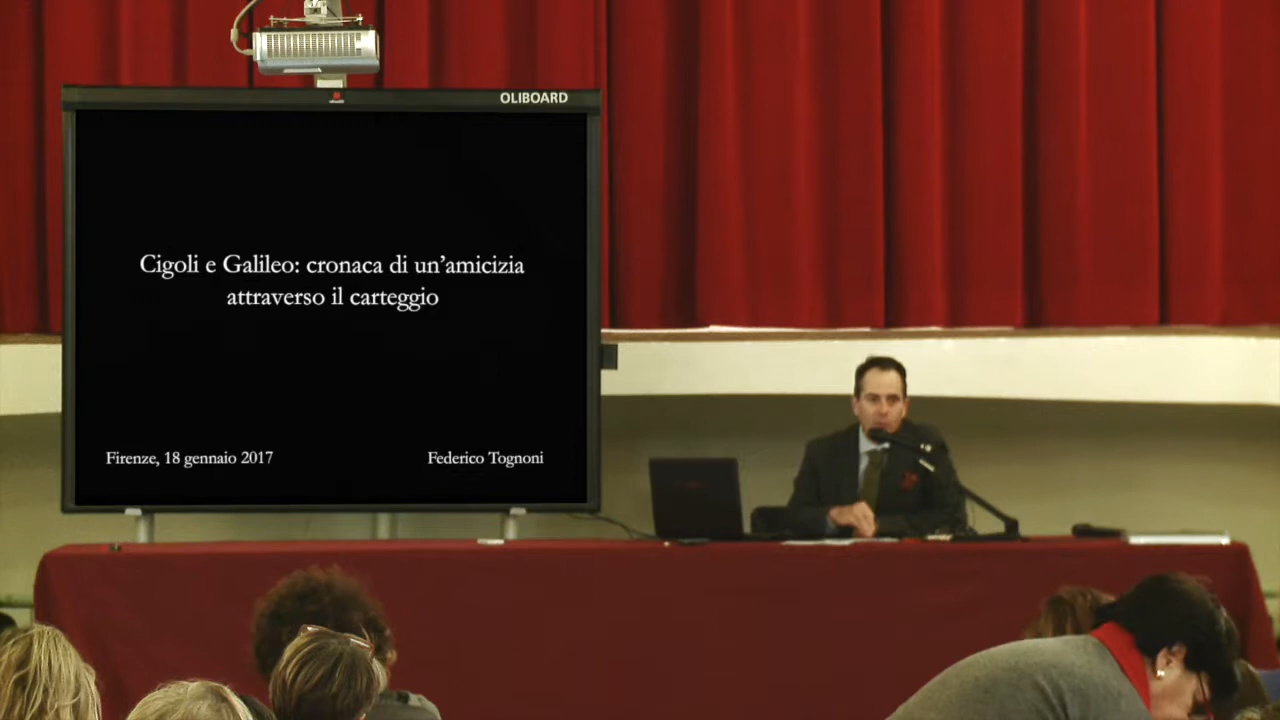 OLIBOARD
Cigoli e Galileo: cronaca di un'amicizia
attraverso il carteggio
Firenze, 18 gennaio 2017
Federico Tognoni